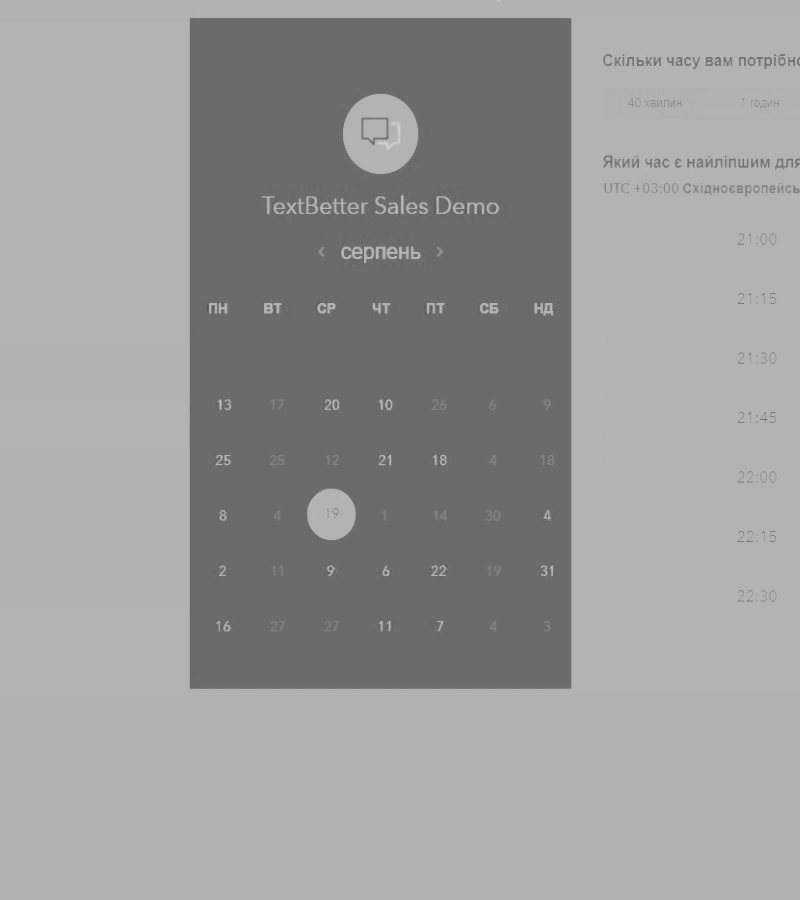 TextBetter Sales Demo
серпень
ПН ВТ СР ЧТ ПТ СБ НД
13 17 20 10 26 6 9
25 25 12 21 18 4 18
8 4 19 1 14 30 4
2 11 9 6 22 19 31
16 27 27 11 7 4 3
Скільки часу вам потрібно
40 хвилин 1 годин
Який час є найліпшим для
UTC +03:00 Східноєвропейсь
21:00
21:15
21:30
21:45
22:00
22:15
22:30